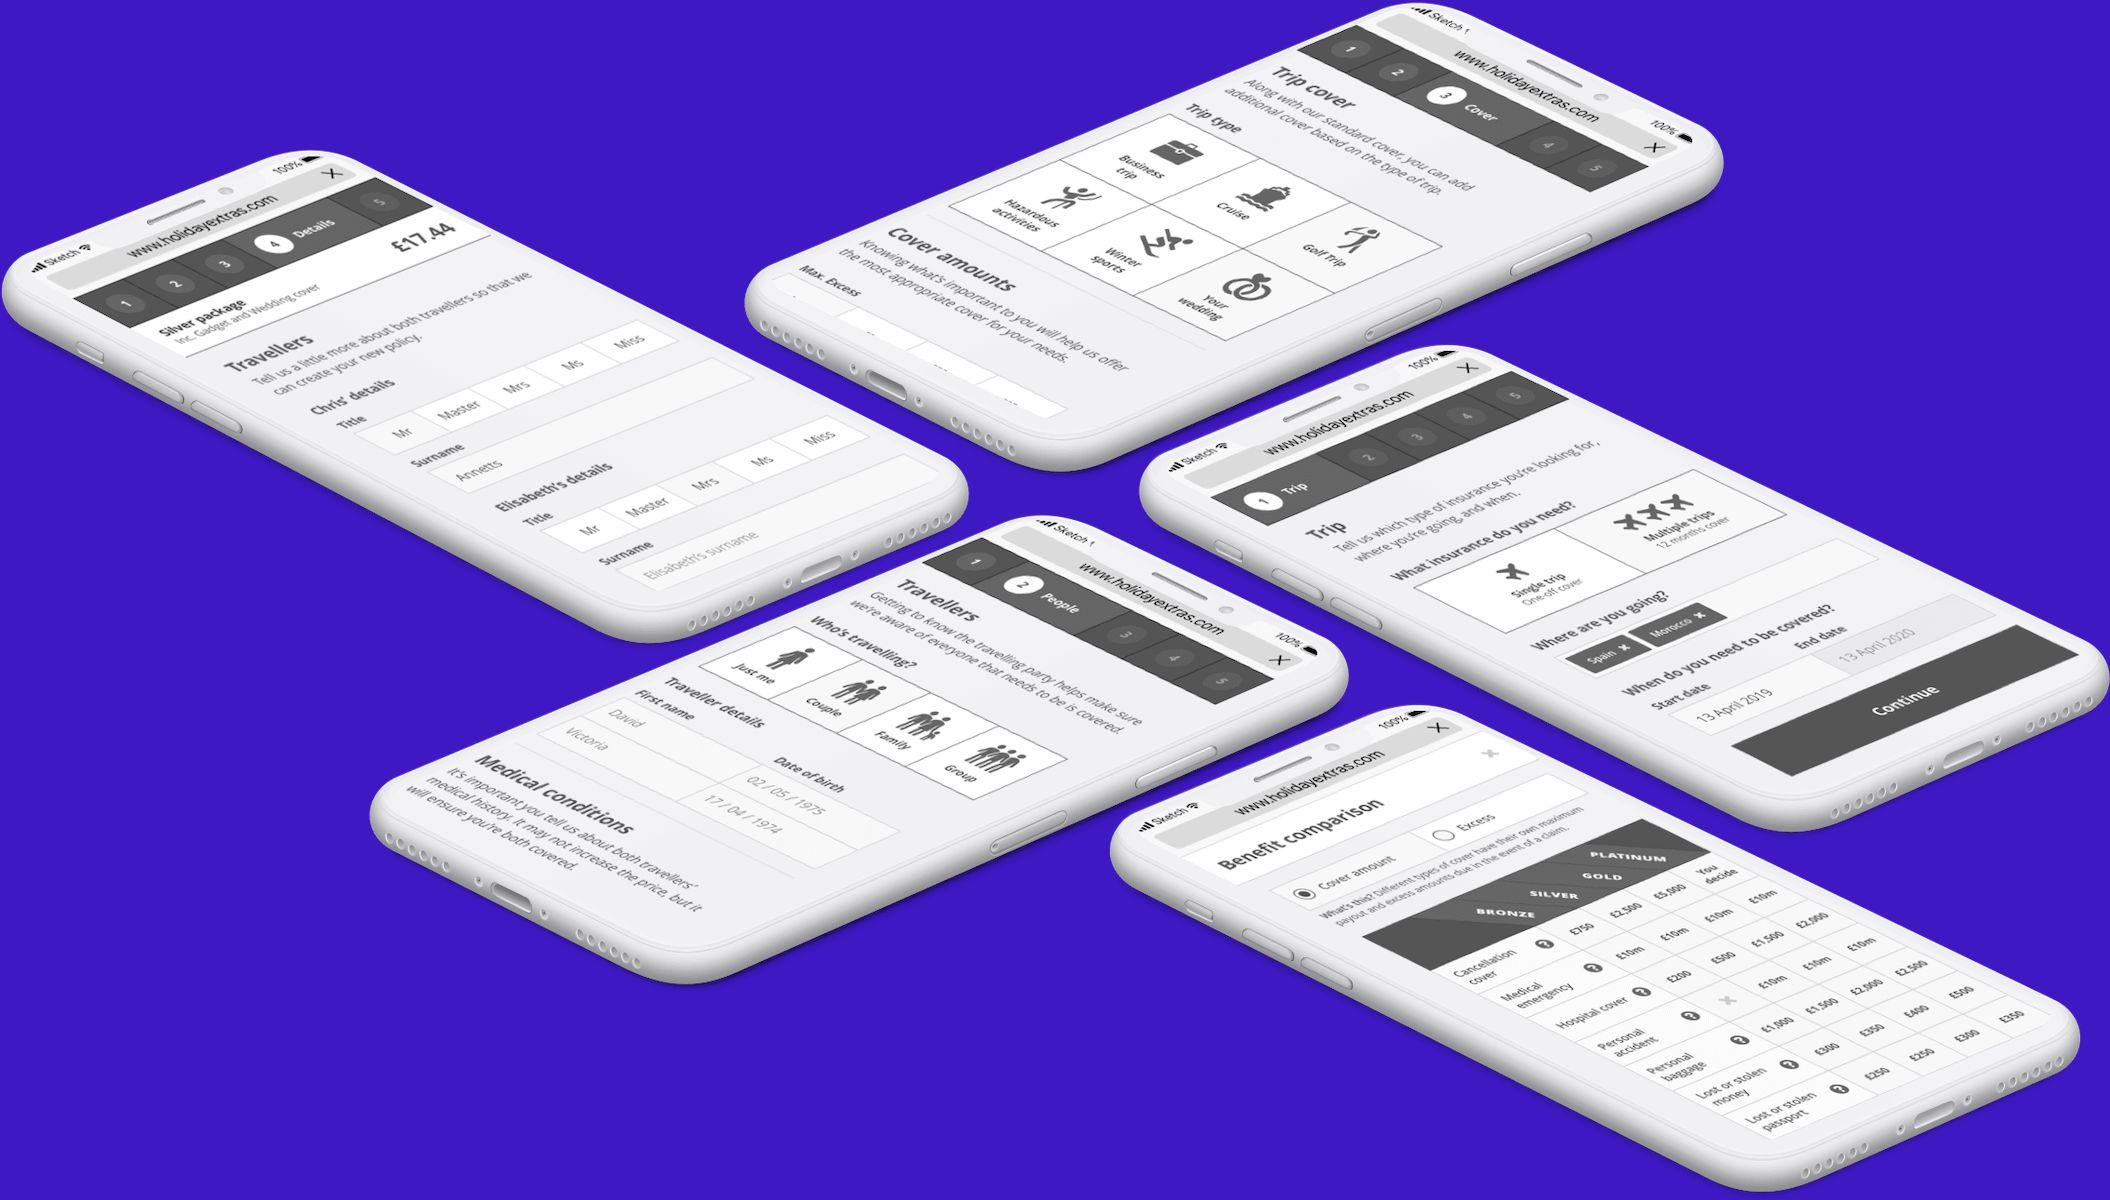 Sketch
100%
www.holidayextras.com
1
2
3
4 Details
5
Silver package
Inc. Gadget and Wedding cover
£17.44
Travellers
Tell us a little more about both travellers so that we
can create your new policy.
Chris' details
Title
Mr
Master
Mrs
Ms
Miss
Surname
Annetts
Elisabeth's details
Title
Mr
Master
Mrs
Ms
Miss
Surname
Elisabeth's surname
Sketch
100%
www.holidayextras.com
1
2
3 Cover
4
5
Trip cover
Along with our standard cover, you can add
additional cover based on the type of trip.
Trip type
Business
trip
Cruise
Golf Trip
Hazardous
activities
Winter
sports
Your
wedding
Cover amounts
Knowing what's important to you will help us offer
the most appropriate cover for your needs.
Max. Excess
Sketch
100%
www.holidayextras.com
1
2 People
3
4
5
Travellers
Getting to know the travelling party helps make sure
we're aware of everyone that needs to be is covered.
Who's travelling?
Just me
Couple
Family
Group
Traveller details
First name
Date of birth
David
02 / 05 / 1975
Victoria
17 / 04 / 1974
Medical conditions
It's important you tell us about both travellers'
medical history. It may not increase the price, but it
will ensure you're both covered.
Sketch
100%
www.holidayextras.com
1 Trip
2
3
4
5
Trip
Tell us which type of insurance you're looking for,
where you're going, and when.
What insurance do you need?
Single trip
One-off cover
Multiple trips
12 months cover
Where are you going?
Spain
Morocco
When do you need to be covered?
Start date
End date
13 April 2019
13 April 2020
Continue
Sketch
100%
www.holidayextras.com
Benefit comparison
Cover amount
Excess
What's this? Different types of cover have their own maximum
payout and excess amounts due in the event of a claim.
BRONZE
SILVER
GOLD
PLATINUM
Cancellation
cover
? £750 £2,500 £5,000 You
decide
Medical
emergency
? £10m £10m £10m £10m
Hospital cover ? £200 £500 £1,500 £2,000
Personal
accident
? £10m £10m £10m
Personal
baggage
? £1,000 £1,500 £2,000 £2,500
Lost or stolen
money
? £300 £350 £400 £500
Lost or stolen
passport
? £250 £250 £300 £350